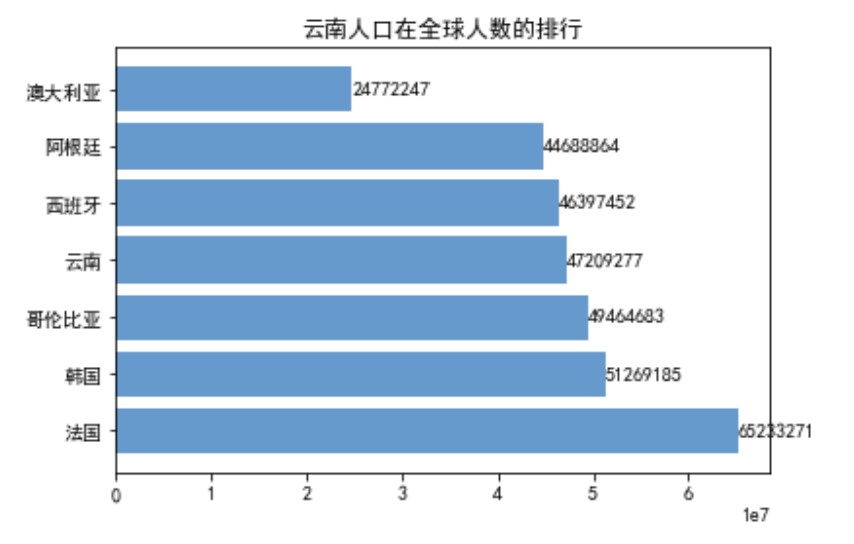 云南人口在全球人数的排行
澳大利亚 24772247
阿根廷 44688864
西班牙 46397452
云南 47209277
哥伦比亚 49464683
韩国 51269185
法国 65233271
0 1 2 3 4 5 6
1e7